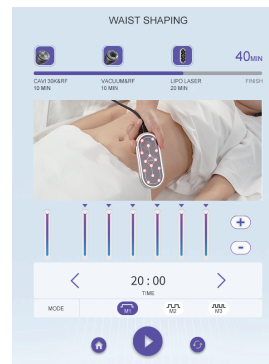 WAIST SHAPING
40MIN
CAVI 30K&RF VACUUM&RF LIPO LASER FINISH
10 MIN 10 MIN 20 MIN
20 : 00
TIME
MODE M1 M2 M3